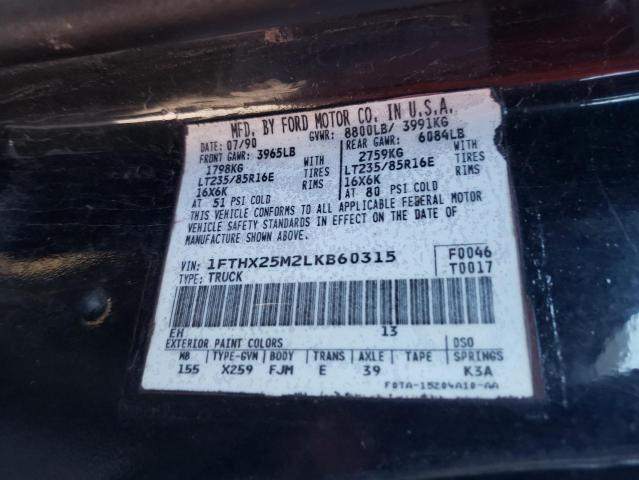 MFD. BY FORD MOTOR CO. IN U.S.A.
DATE: 07/90 GVWR: 8800LB/ 3991KG
FRONT GAWR: 3965LB REAR GAWR: 6084LB
1798KG WITH 2759KG WITH
LT235/85R16E TIRES LT235/85R16E TIRES
16X6K RIMS 16X6K RIMS
AT 51 PSI COLD AT 80 PSI COLD
THIS VEHICLE CONFORMS TO ALL APPLICABLE FEDERAL MOTOR
VEHICLE SAFETY STANDARDS IN EFFECT ON THE DATE OF
MANUFACTURE SHOWN ABOVE.
VIN: 1FTHX25M2LKB60315 F0046
TYPE: TRUCK T0017
EH 13
EXTERIOR PAINT COLORS DSO
WB TYPE-GVW BODY TRANS AXLE TAPE SPRINGS
155 X259 FJM E 39 K3A
F0TA-15204A10-AA